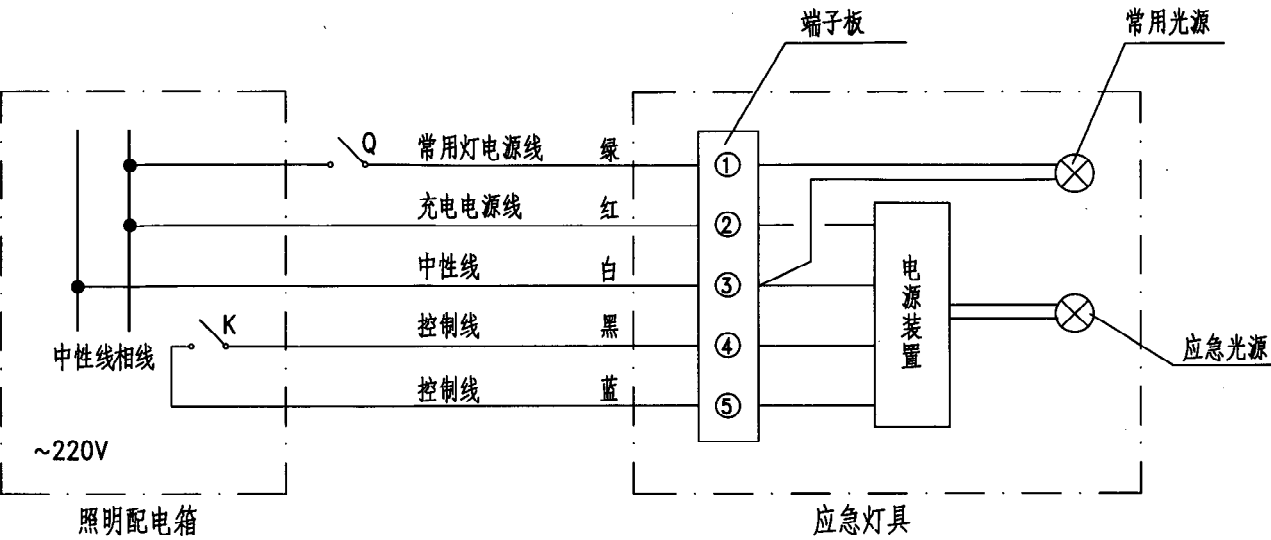 端子板
常用光源
Q
常用灯电源线 绿
①
充电电源线 红
②
中性线 白
③
K
控制线 黑
④
控制线 蓝
⑤
中性线相线
电源装置
应急光源
~220V
照明配电箱
应急灯具